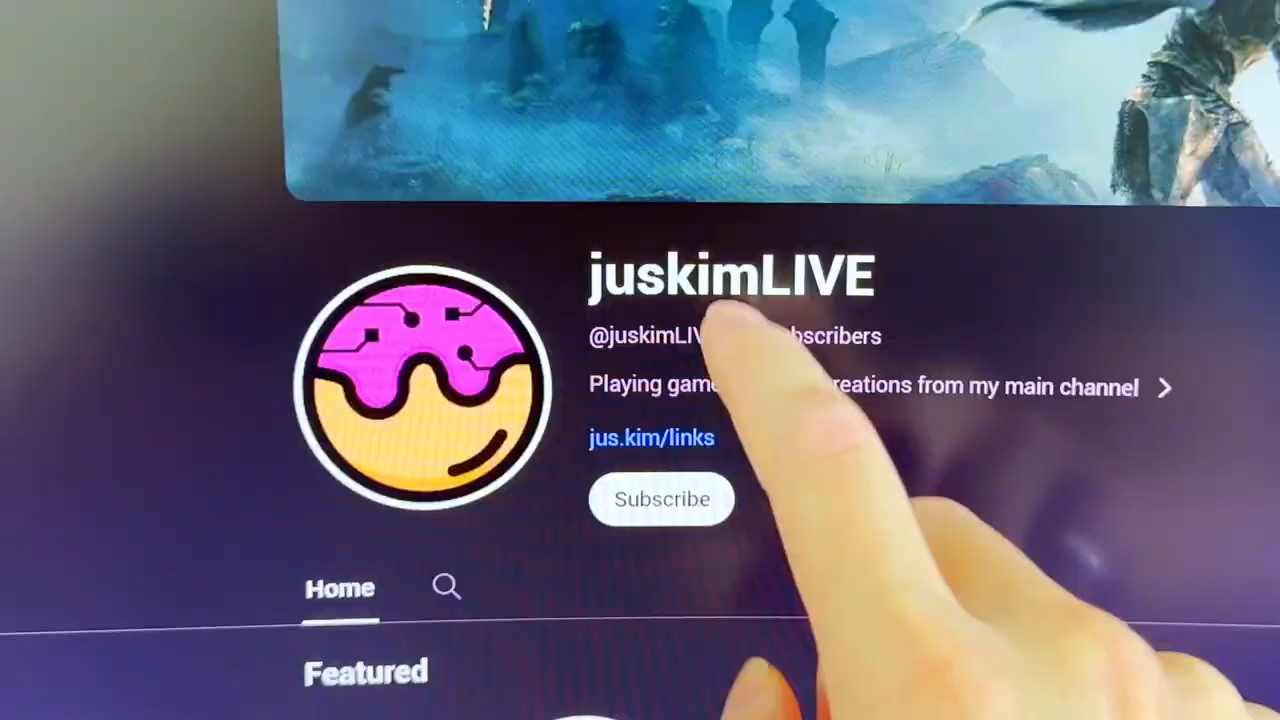 juskimLIVE
@juskimLIV bscribers
Playing gam reations from my main channel
jus.kim/links
Subscribe
Home
Featured